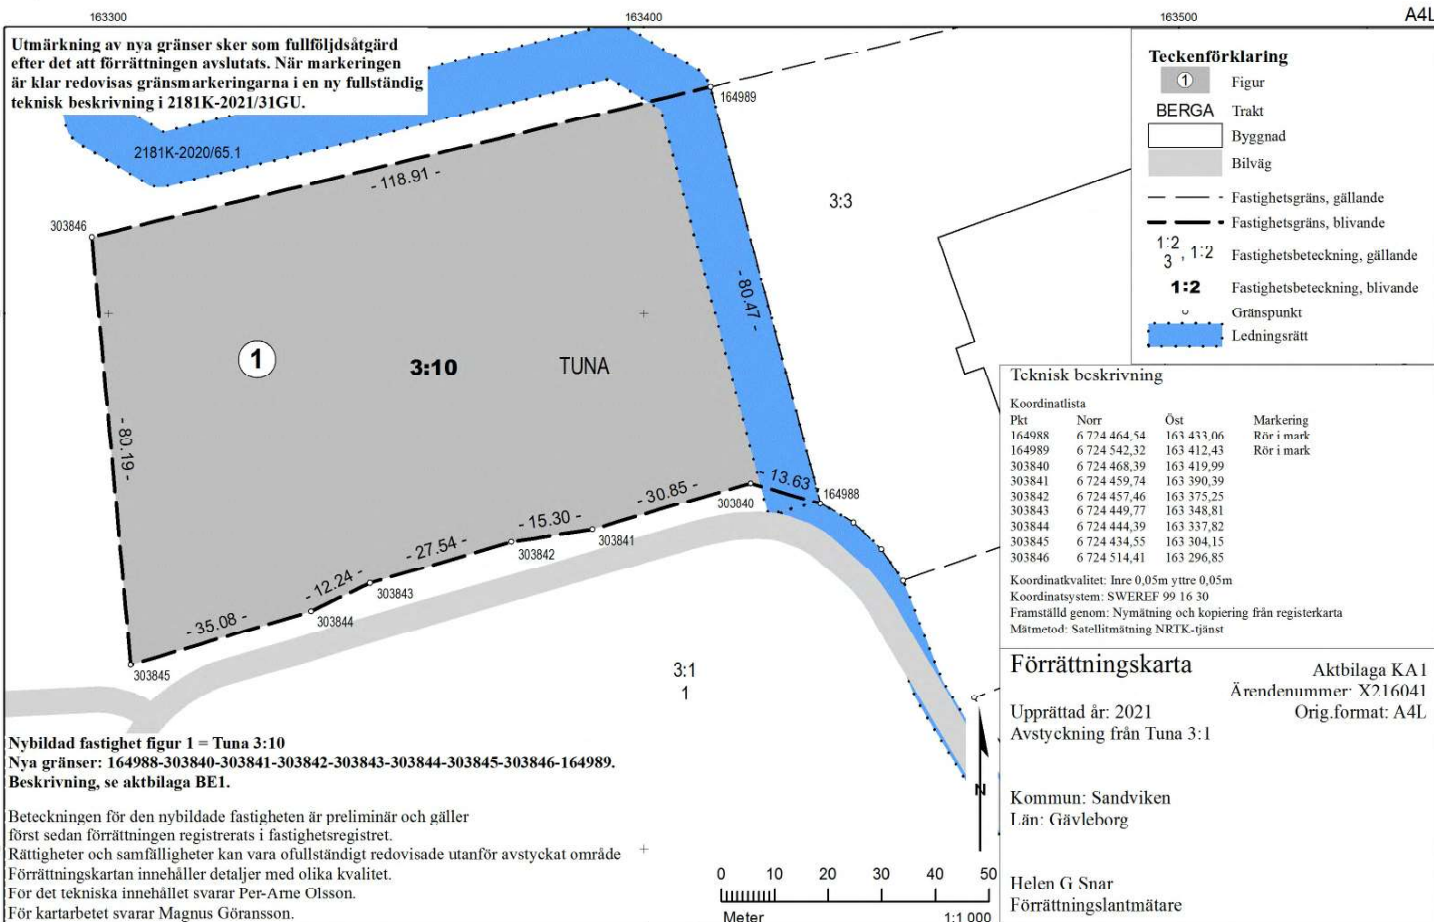 163300
163400
163500
A4L
Utmärkning av nya gränser sker som fullföljdsåtgärd
efter det att förrättningen avslutats. När markeringen
är klar redovisas gränsmarkeringarna i en ny fullständig
teknisk beskrivning i 2181K-2021/31GU.
2181K-2020/65.1
- 118.91 -
164989
303846
3:3
- 80.47 -
1
3:10
TUNA
- 80.19 -
- 13.63
164988
- 30.85 -
303840
- 15.30 -
303841
- 27.54 -
303842
- 12.24 -
303843
- 35.08 -
303844
303845
3:1
1
Teckenförklaring
1 Figur
BERGA Trakt
Byggnad
Bilväg
Fastighetsgräns, gällande
Fastighetsgräns, blivande
1:2
3 , 1:2 Fastighetsbeteckning, gällande
1:2 Fastighetsbeteckning, blivande
Gränspunkt
Ledningsrätt
Teknisk beskrivning
Koordinatlista
Pkt Norr Öst Markering
164988 6 724 464,54 163 433,06 Rör i mark
164989 6 724 542,32 163 412,43 Rör i mark
303840 6 724 468,39 163 419,99
303841 6 724 459,74 163 390,39
303842 6 724 457,46 163 375,25
303843 6 724 449,77 163 348,81
303844 6 724 444,39 163 337,82
303845 6 724 434,55 163 304,15
303846 6 724 514,41 163 296,85
Koordinatkvalitet: Inre 0,05m yttre 0,05m
Koordinatsystem: SWEREF 99 16 30
Framställd genom: Nymätning och kopiering från registerkarta
Mätmetod: Satellitmätning NRTK-tjänst
Förrättningskarta
Aktbilaga KA1
Ärendenummer: X216041
Upprättad år: 2021
Orig.format: A4L
Avstyckning från Tuna 3:1
Kommun: Sandviken
Län: Gävleborg
Helen G Snar
Förrättningslantmätare
Nybildad fastighet figur 1 = Tuna 3:10
Nya gränser: 164988-303840-303841-303842-303843-303844-303845-303846-164989.
Beskrivning, se aktbilaga BE1.
Beteckningen för den nybildade fastigheten är preliminär och gäller
först sedan förrättningen registrerats i fastighetsregistret.
Rättigheter och samfälligheter kan vara ofullständigt redovisade utanför avstyckat område
Förrättningskartan innehåller detaljer med olika kvalitet.
För det tekniska innehållet svarar Per-Arne Olsson.
För kartarbetet svarar Magnus Göransson.
N
0 10 20 30 40 50
Meter
1:1 000